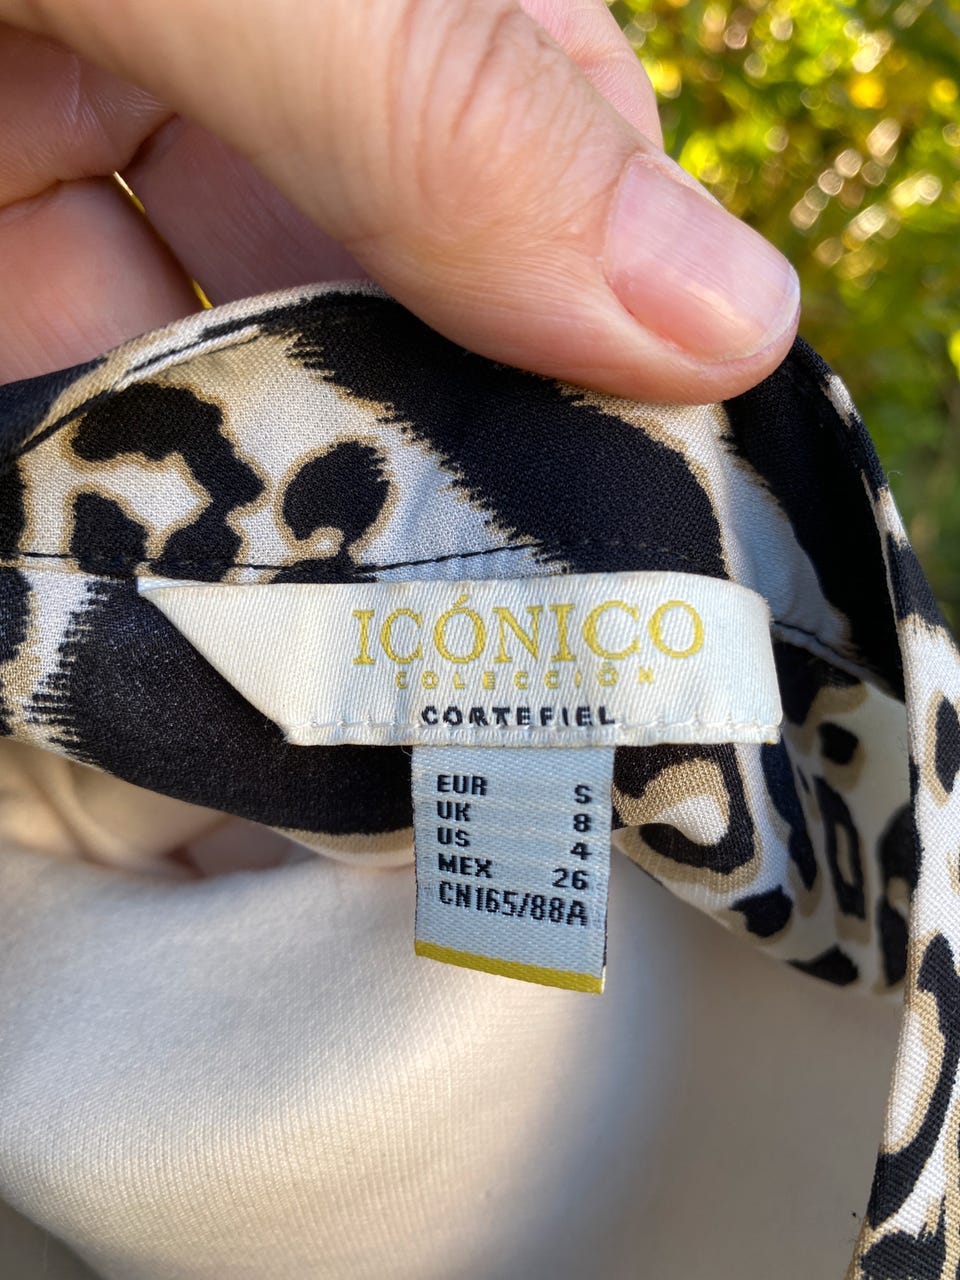 ICÓNICO
COLECCIÓN
CORTEFIEL
EUR S
UK 8
US 4
MEX 26
CN165/88A